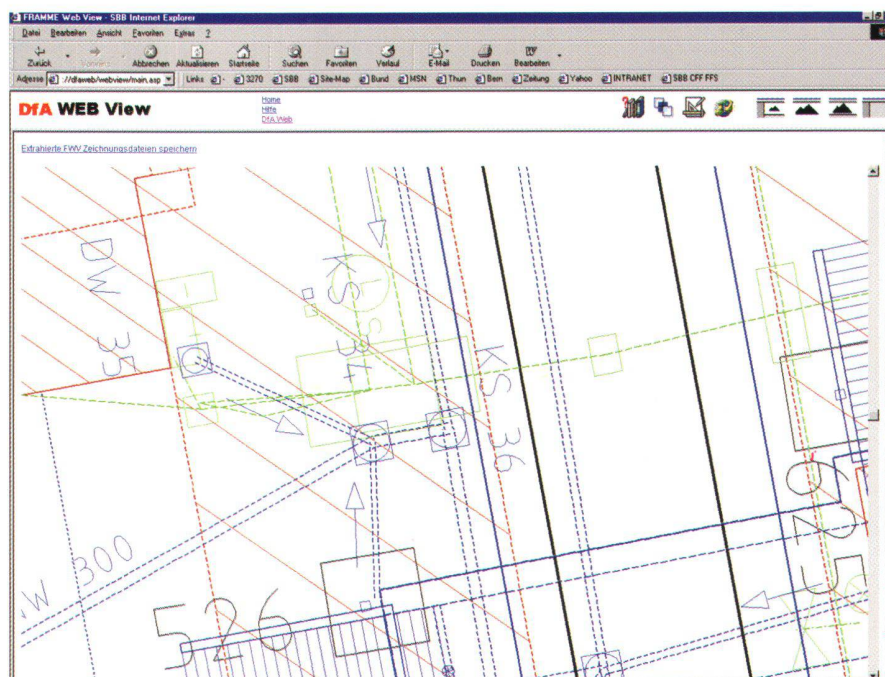 FRAMME Web View - SBB Internet Explorer
Datei Bearbeiten Ansicht Favoriten Extras ?
Zurück Vorwärts Abbrechen Aktualisieren Startseite Suchen Favoriten Verlauf E-Mail Drucken Bearbeiten
Adresse ://dfaweb/webview/main.asp Links 3270 SBB Site-Map Bund MSN Thun Bern Zeitung Yahoo INTRANET SBB CFF FFS
DfA WEB View
Home
Hilfe
DfA Web
Extrahierte FWV Zeichnungsdateien speichern
DW 35
KS 34
KS 36
W 300
526